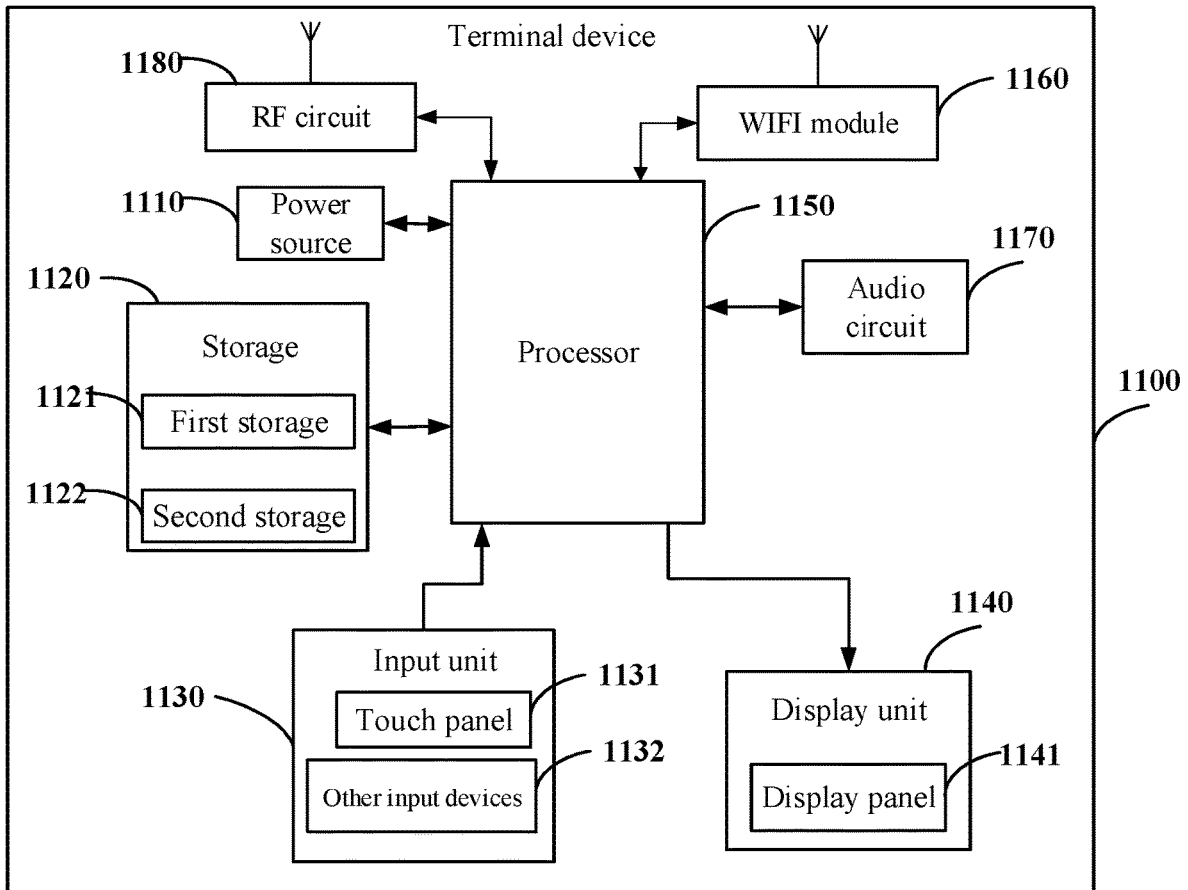 Terminal device
1180
RF circuit
WIFI module
1160
1110
Power
source
1150
1170
Audio
circuit
1120
Storage
Processor
1100
1121
First storage
1122
Second storage
1130
Input unit
1131
Touch panel
1132
Other input devices
1140
Display unit
1141
Display panel